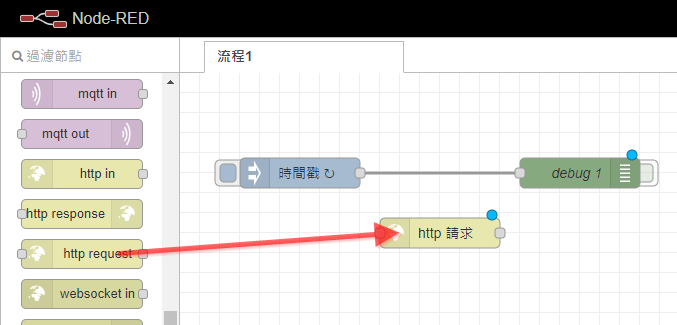 Node-RED
過濾節點
流程1
mqtt in
mqtt out
http in
http response
http request
websocket in
時間戳 ↻
debug 1
http 請求